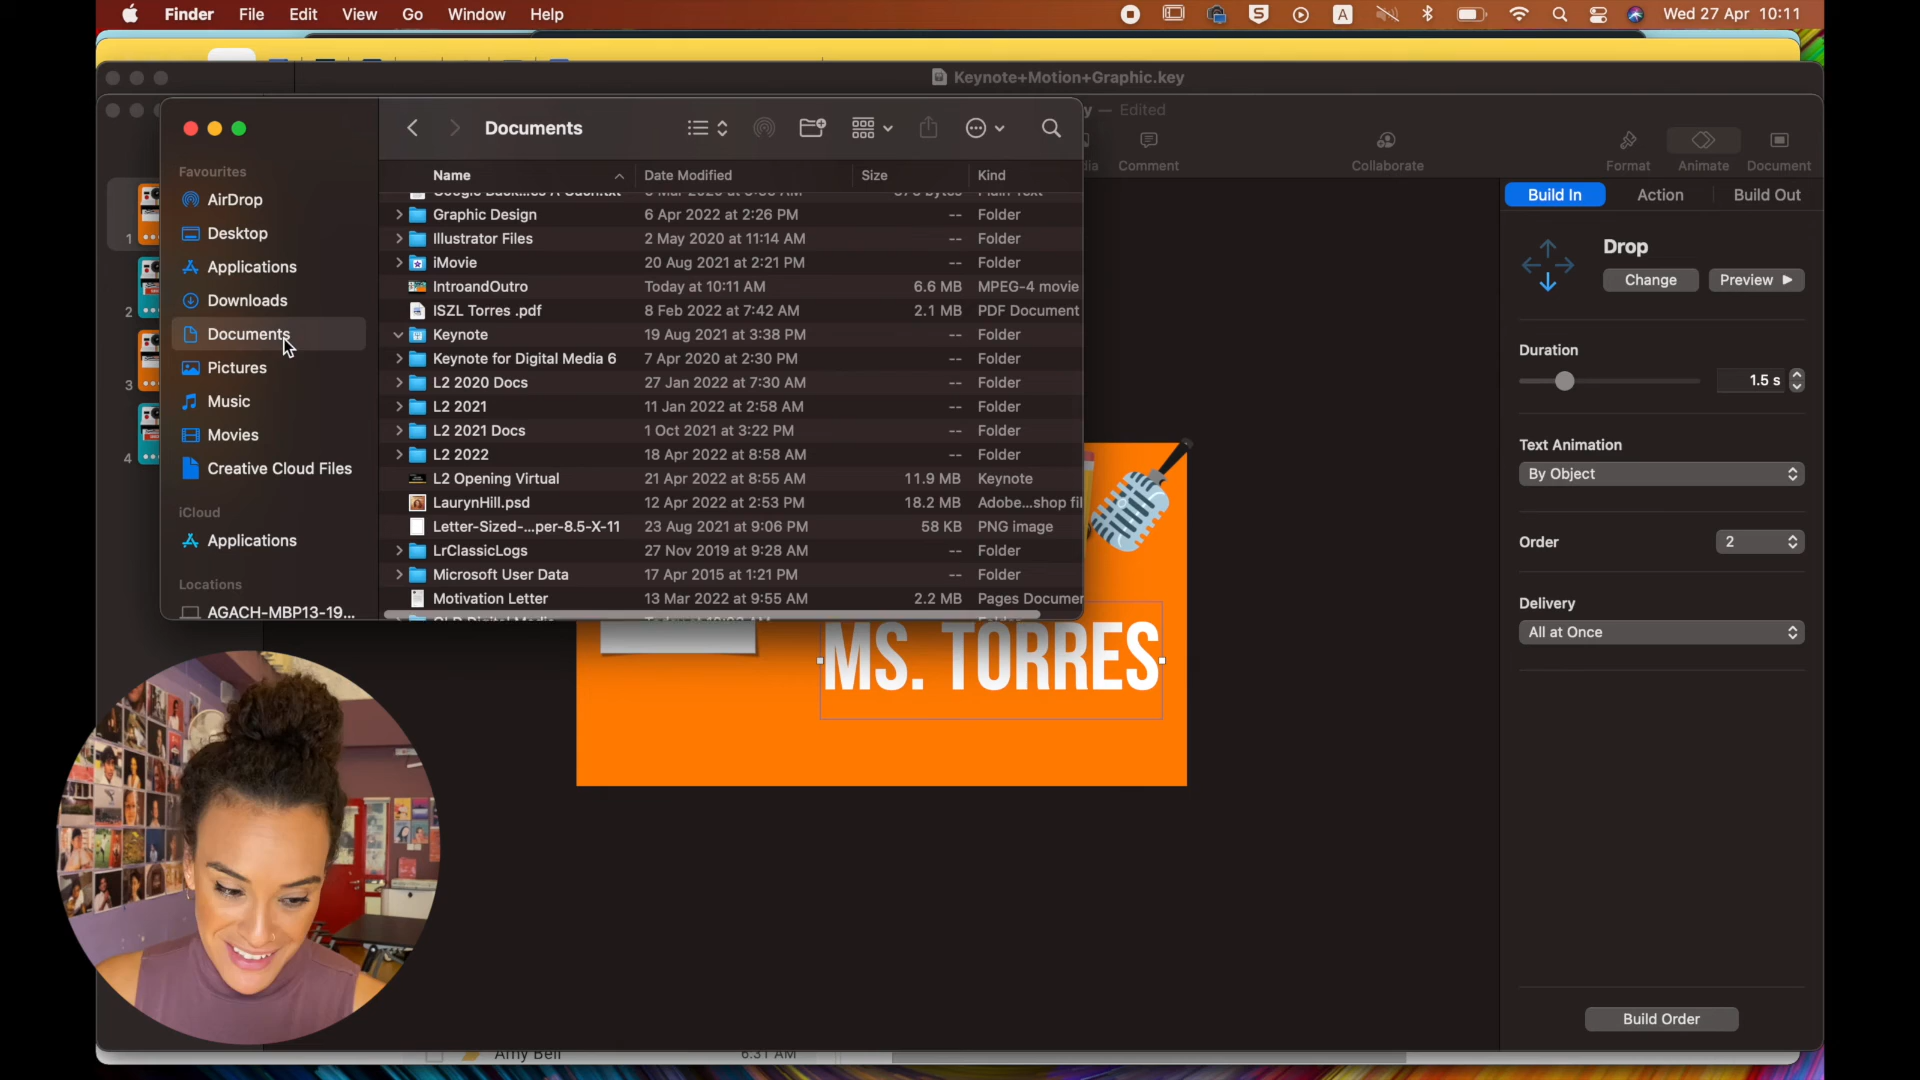 Finder File Edit View Go Window Help
A
Wed 27 Apr 10:11
Keynote+Motion+Graphic.key
— Edited
Comment
Collaborate
Format
Animate
Document
Documents
Favourites
AirDrop
Desktop
Applications
Downloads
Documents
Pictures
Music
Movies
Creative Cloud Files
iCloud
Applications
Locations
AGACH-MBP13-19...
Name Date Modified Size Kind
Graphic Design 6 Apr 2022 at 2:26 PM -- Folder
Illustrator Files 2 May 2020 at 11:14 AM -- Folder
iMovie 20 Aug 2021 at 2:21 PM -- Folder
IntroandOutro Today at 10:11 AM 6.6 MB MPEG-4 movie
ISZL Torres .pdf 8 Feb 2022 at 7:42 AM 2.1 MB PDF Document
Keynote 19 Aug 2021 at 3:38 PM -- Folder
Keynote for Digital Media 6 7 Apr 2020 at 2:30 PM -- Folder
L2 2020 Docs 27 Jan 2022 at 7:30 AM -- Folder
L2 2021 11 Jan 2022 at 2:58 AM -- Folder
L2 2021 Docs 1 Oct 2021 at 3:22 PM -- Folder
L2 2022 18 Apr 2022 at 8:58 AM -- Folder
L2 Opening Virtual 21 Apr 2022 at 8:55 AM 11.9 MB Keynote
LaurynHill.psd 12 Apr 2022 at 2:53 PM 18.2 MB Adobe...shop fil
Letter-Sized-...per-8.5-X-11 23 Aug 2021 at 9:06 PM 58 KB PNG image
LrClassicLogs 27 Nov 2019 at 9:28 AM -- Folder
Microsoft User Data 17 Apr 2015 at 1:21 PM -- Folder
Motivation Letter 13 Mar 2022 at 9:55 AM 2.2 MB Pages Documen
1
2
3
4
MS. TORRES
Build In Action Build Out
Drop
Change Preview
Duration
1.5 s
Text Animation
By Object
Order 2
Delivery
All at Once
Build Order
Amy Bell 6.31 AM